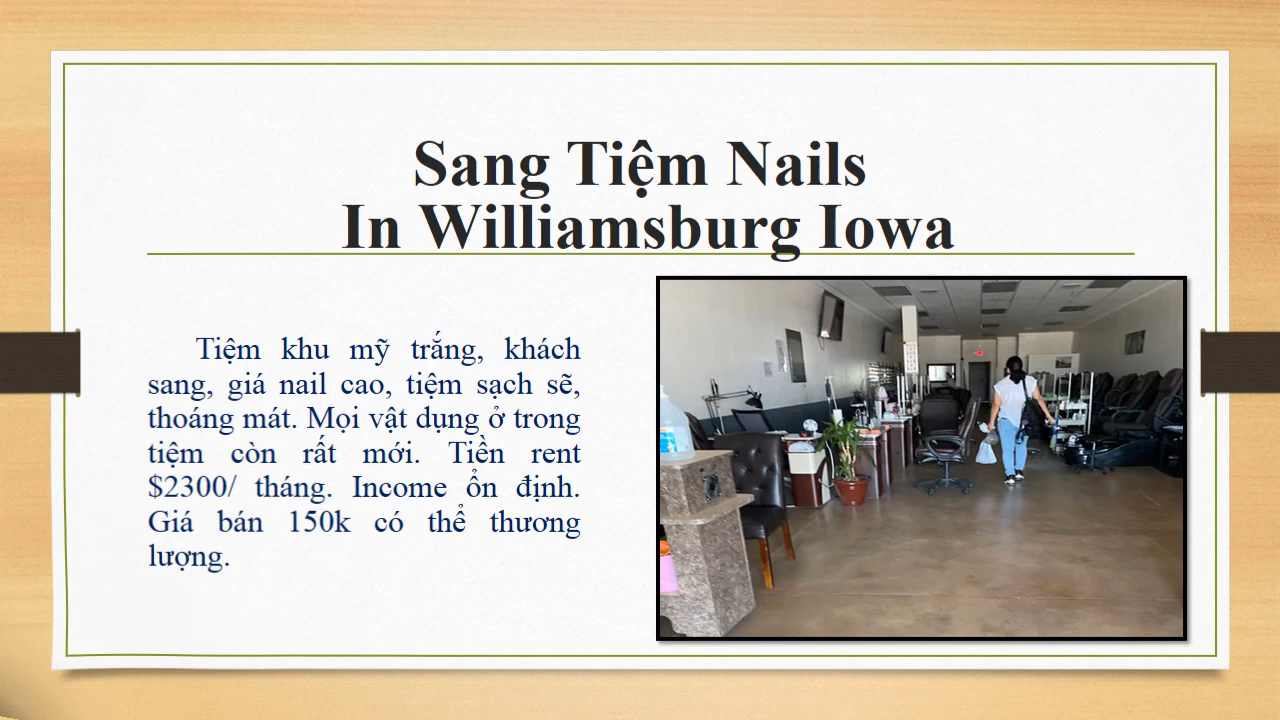 Sang Tiệm Nails
In Williamsburg Iowa
Tiệm khu mỹ trắng, khách
sang, giá nail cao, tiệm sạch sẽ,
thoáng mát. Mọi vật dụng ở trong
tiệm còn rất mới. Tiền rent
$2300/ tháng. Income ổn định.
Giá bán 150k có thể thương
lượng.